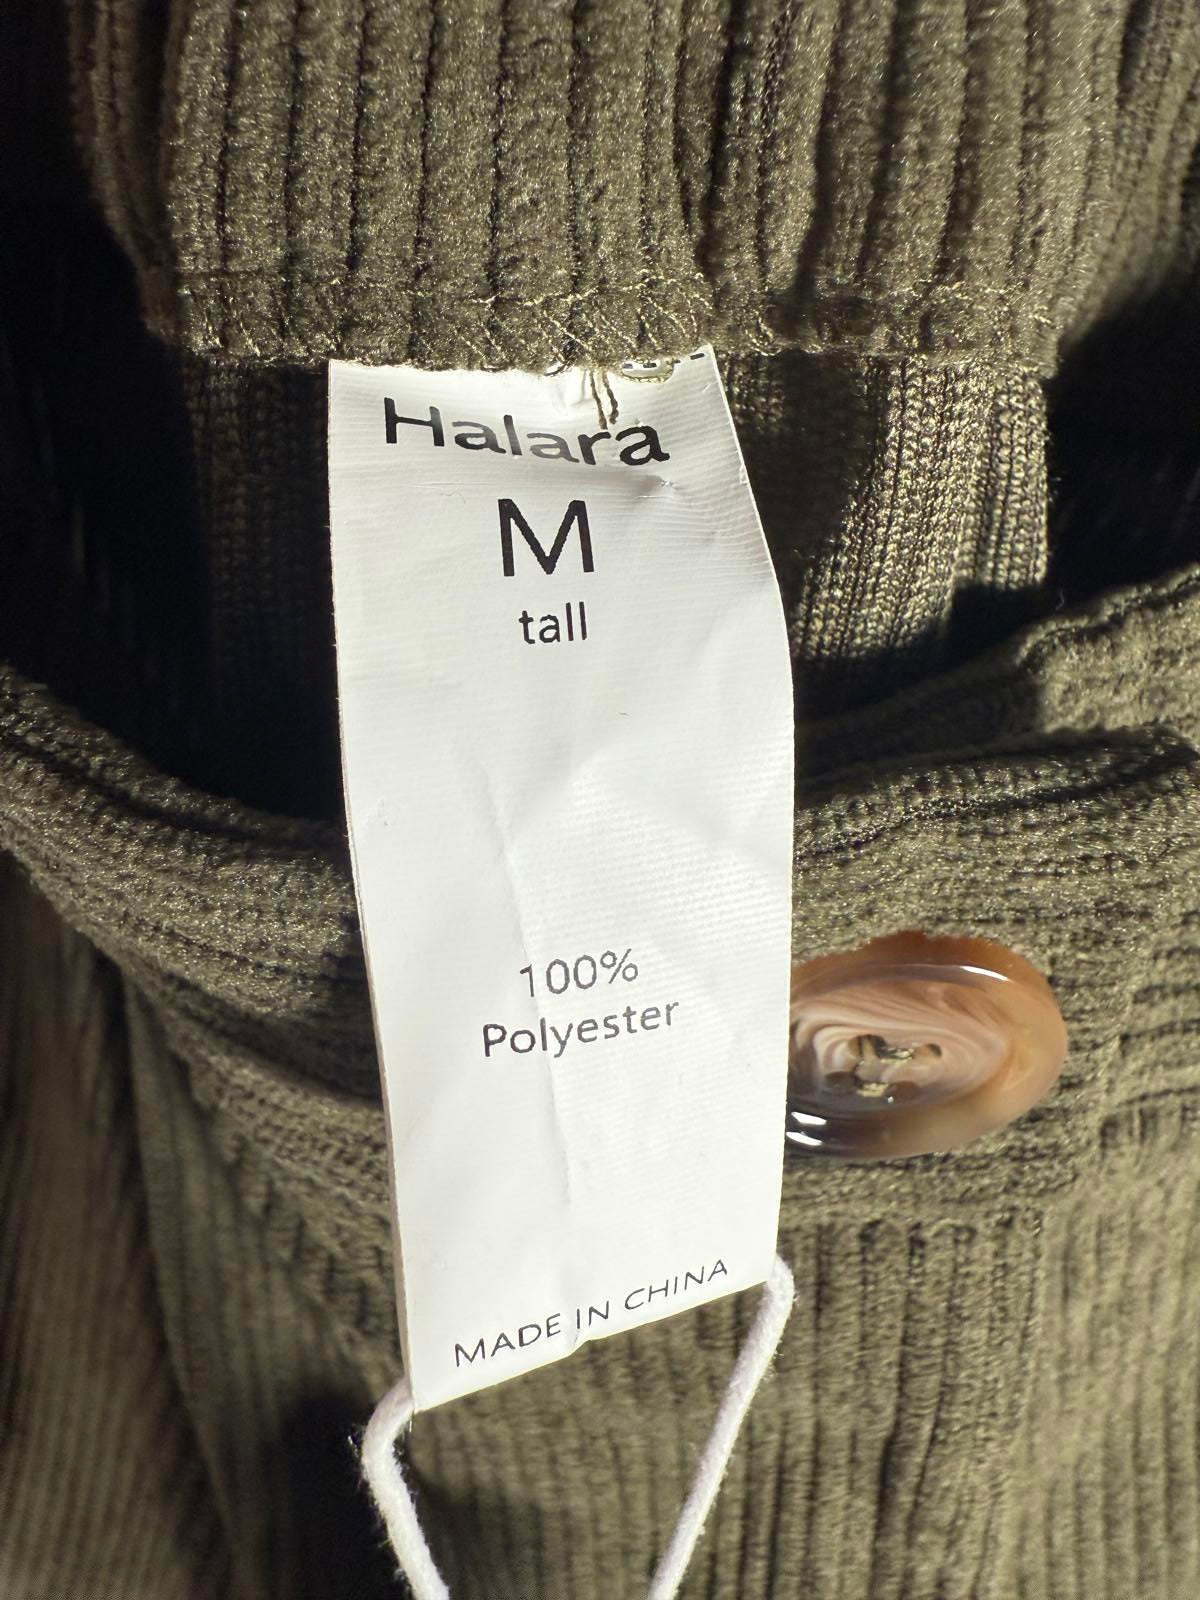 Halara
M
tall
100%
Polyester
MADE IN CHINA